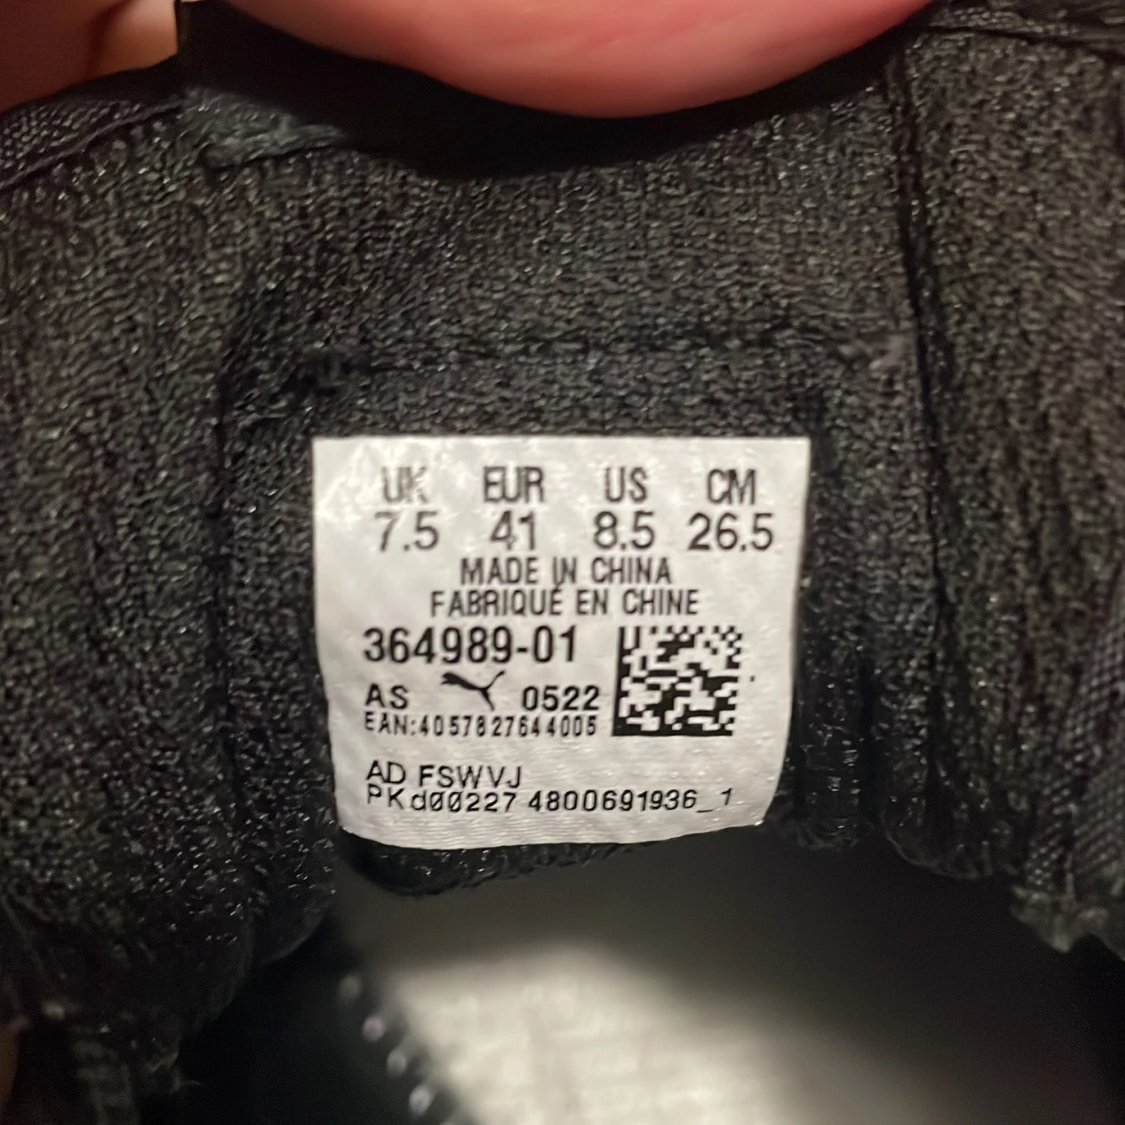 UK EUR US CM
7.5 41 8.5 26.5
MADE IN CHINA
FABRIQUÉ EN CHINE
364989-01
AS 0522
EAN:4057827644005
AD FSWVJ
PKd00227 4800691936_1